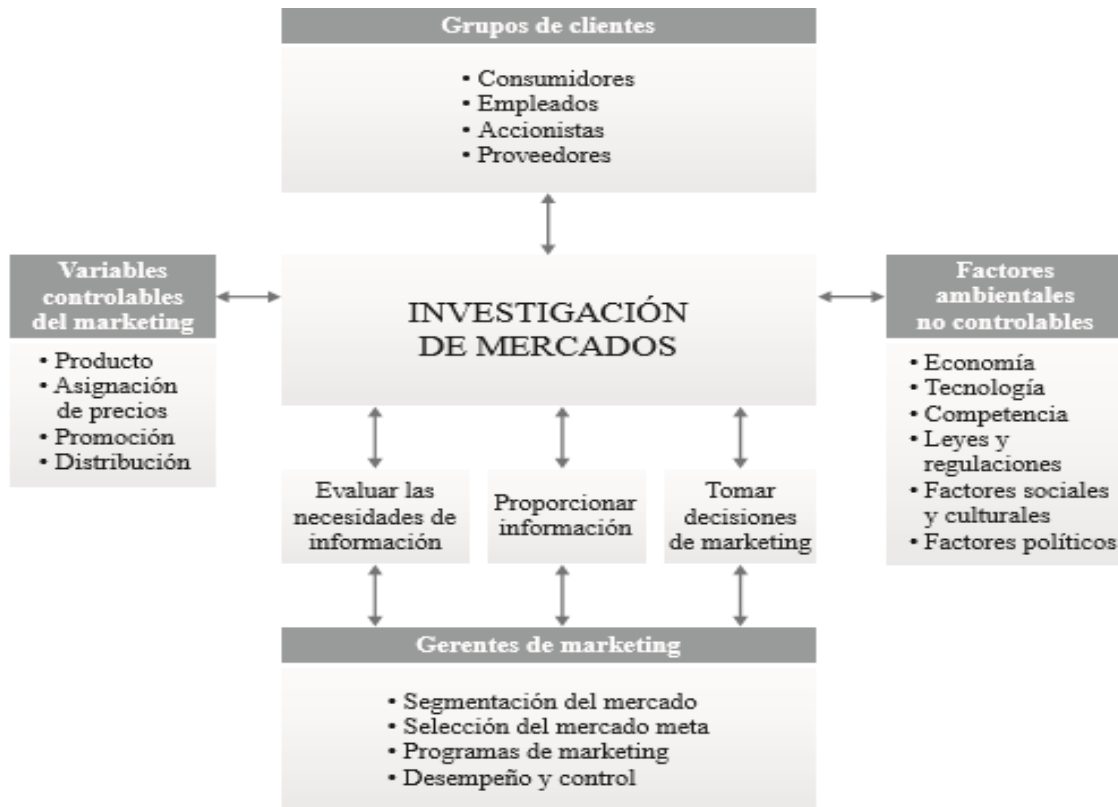 Grupos de clientes
• Consumidores
• Empleados
• Accionistas
• Proveedores
Variables
controlables
del marketing
• Producto
• Asignación
de precios
• Promoción
• Distribución
INVESTIGACIÓN
DE MERCADOS
Factores
ambientales
no controlables
• Economía
• Tecnología
• Competencia
• Leyes y
regulaciones
• Factores sociales
y culturales
• Factores políticos
Evaluar las
necesidades de
información
Proporcionar
información
Tomar
decisiones
de marketing
Gerentes de marketing
• Segmentación del mercado
• Selección del mercado meta
• Programas de marketing
• Desempeño y control